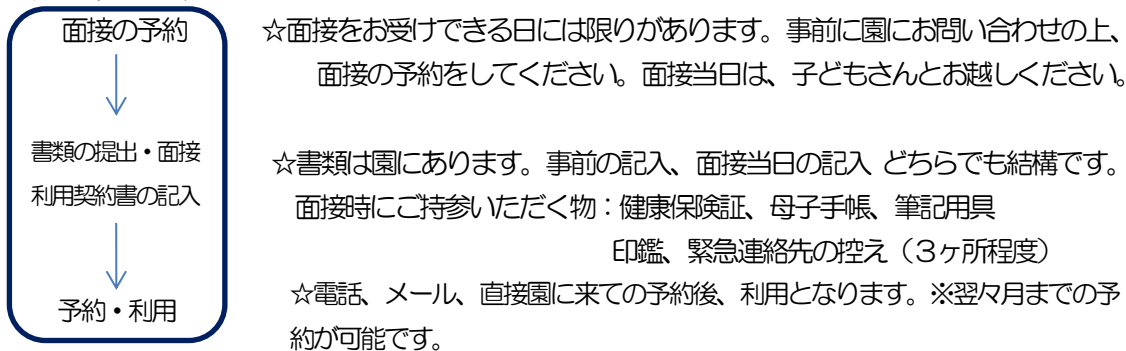 面接の予約
☆面接をお受けできる日には限りがあります。事前に園にお問い合わせの上、
面接の予約をしてください。面接当日は、子どもさんとお越しください。
書類の提出・面接
利用契約書の記入
☆書類は園にあります。事前の記入、面接当日の記入 どちらでも結構です。
面接時にご持参いただく物：健康保険証、母子手帳、筆記用具
印鑑、緊急連絡先の控え（３ヶ所程度）
予約・利用
☆電話、メール、直接園に来ての予約後、利用となります。※翌々月までの予
約が可能です。